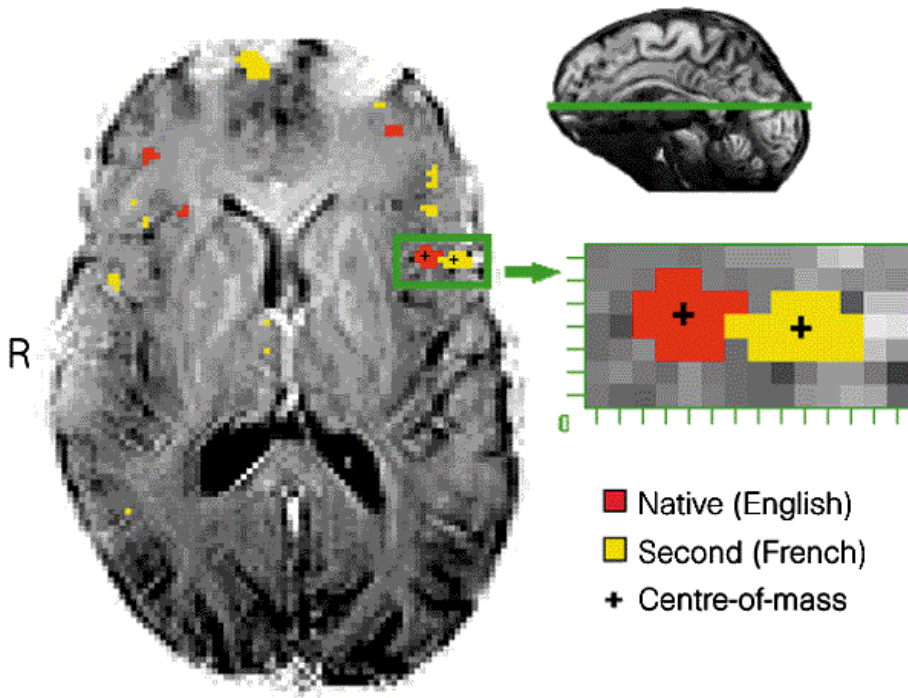 R
0
Native (English)
Second (French)
+ Centre-of-mass